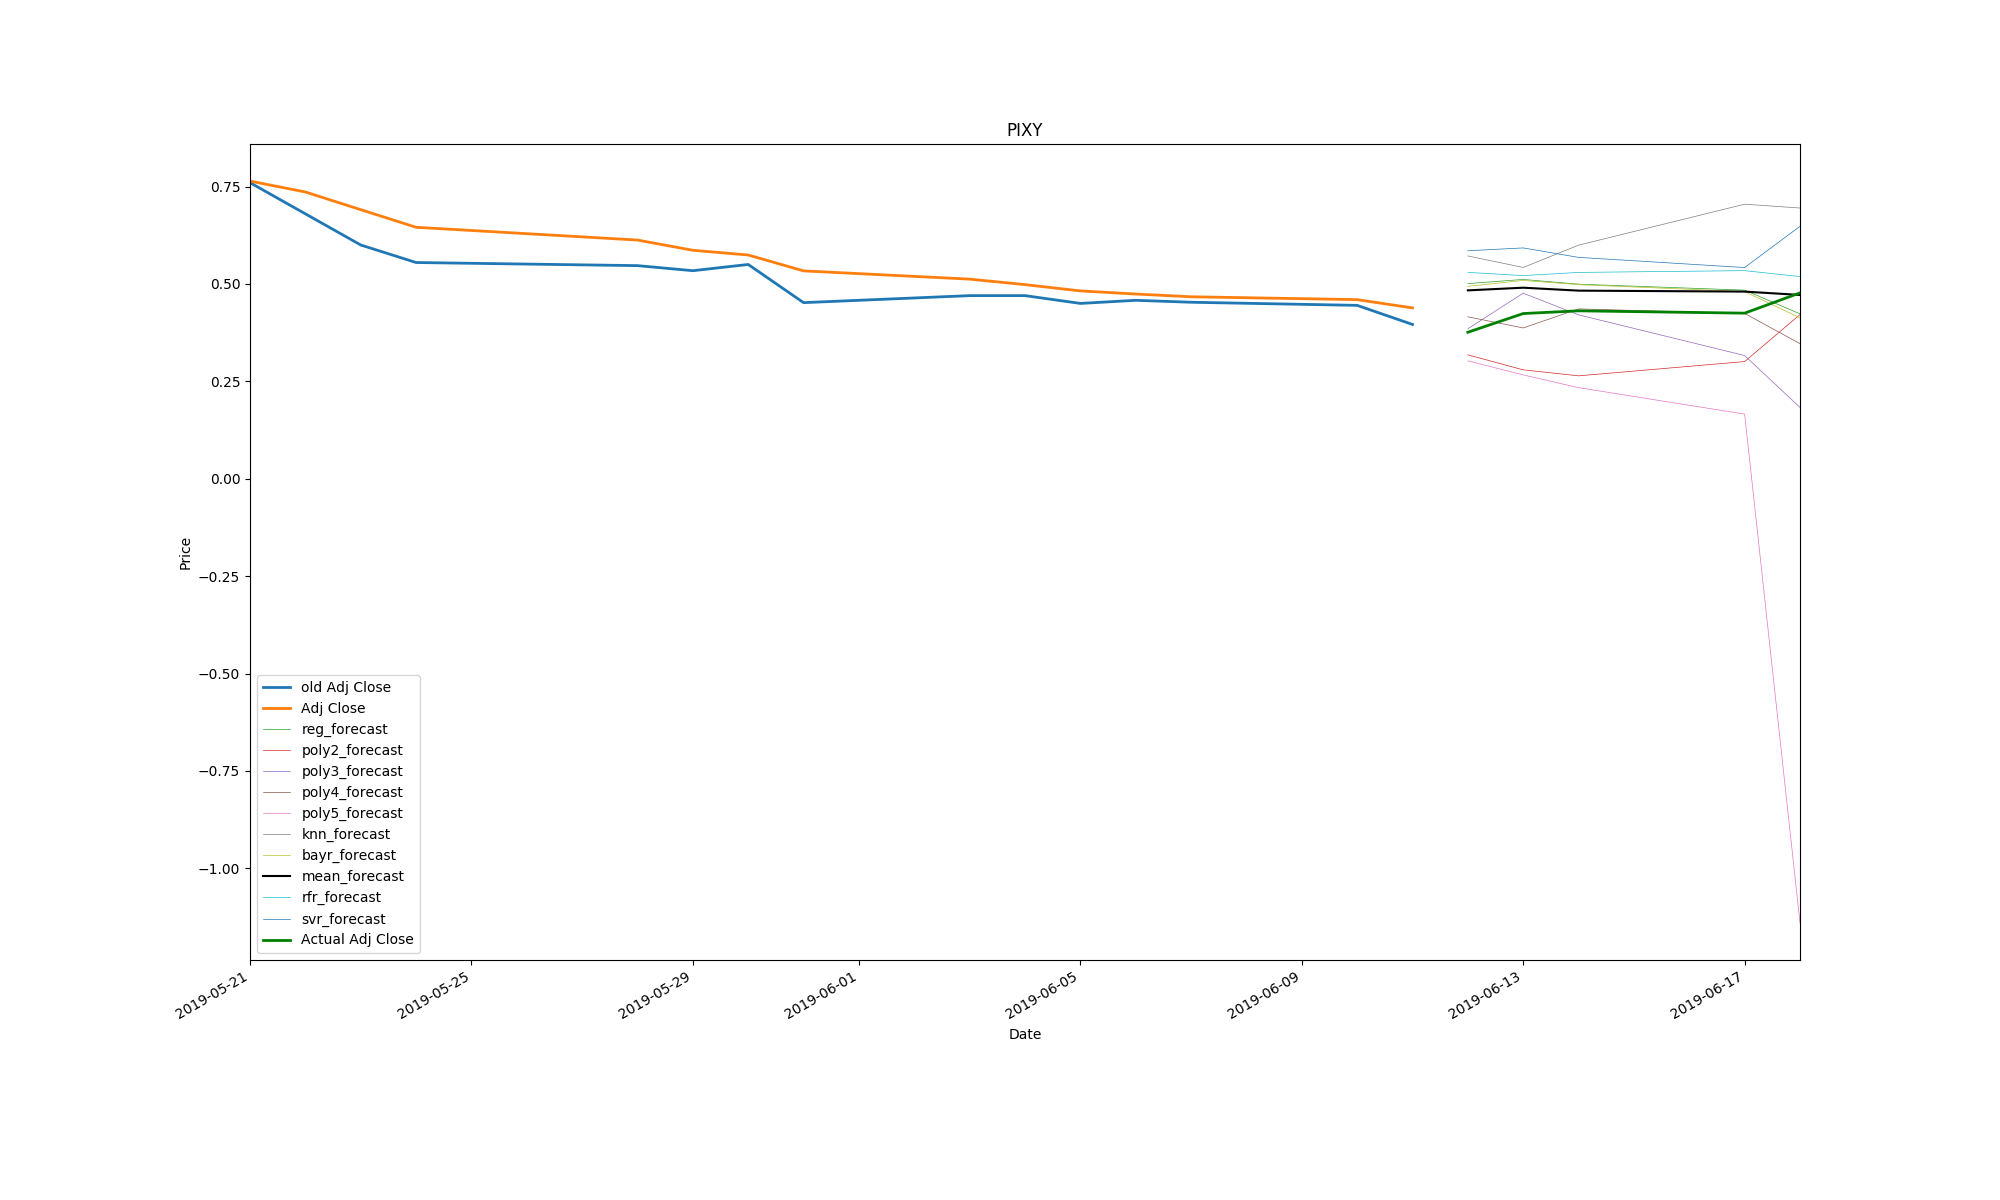 PIXY
0.75
0.50
0.25
0.00
−0.25
−0.50
−0.75
−1.00
Price
old Adj Close
Adj Close
reg_forecast
poly2_forecast
poly3_forecast
poly4_forecast
poly5_forecast
knn_forecast
bayr_forecast
mean_forecast
rfr_forecast
svr_forecast
Actual Adj Close
2019-05-21
2019-05-25
2019-05-29
2019-06-01
2019-06-05
2019-06-09
2019-06-13
2019-06-17
Date